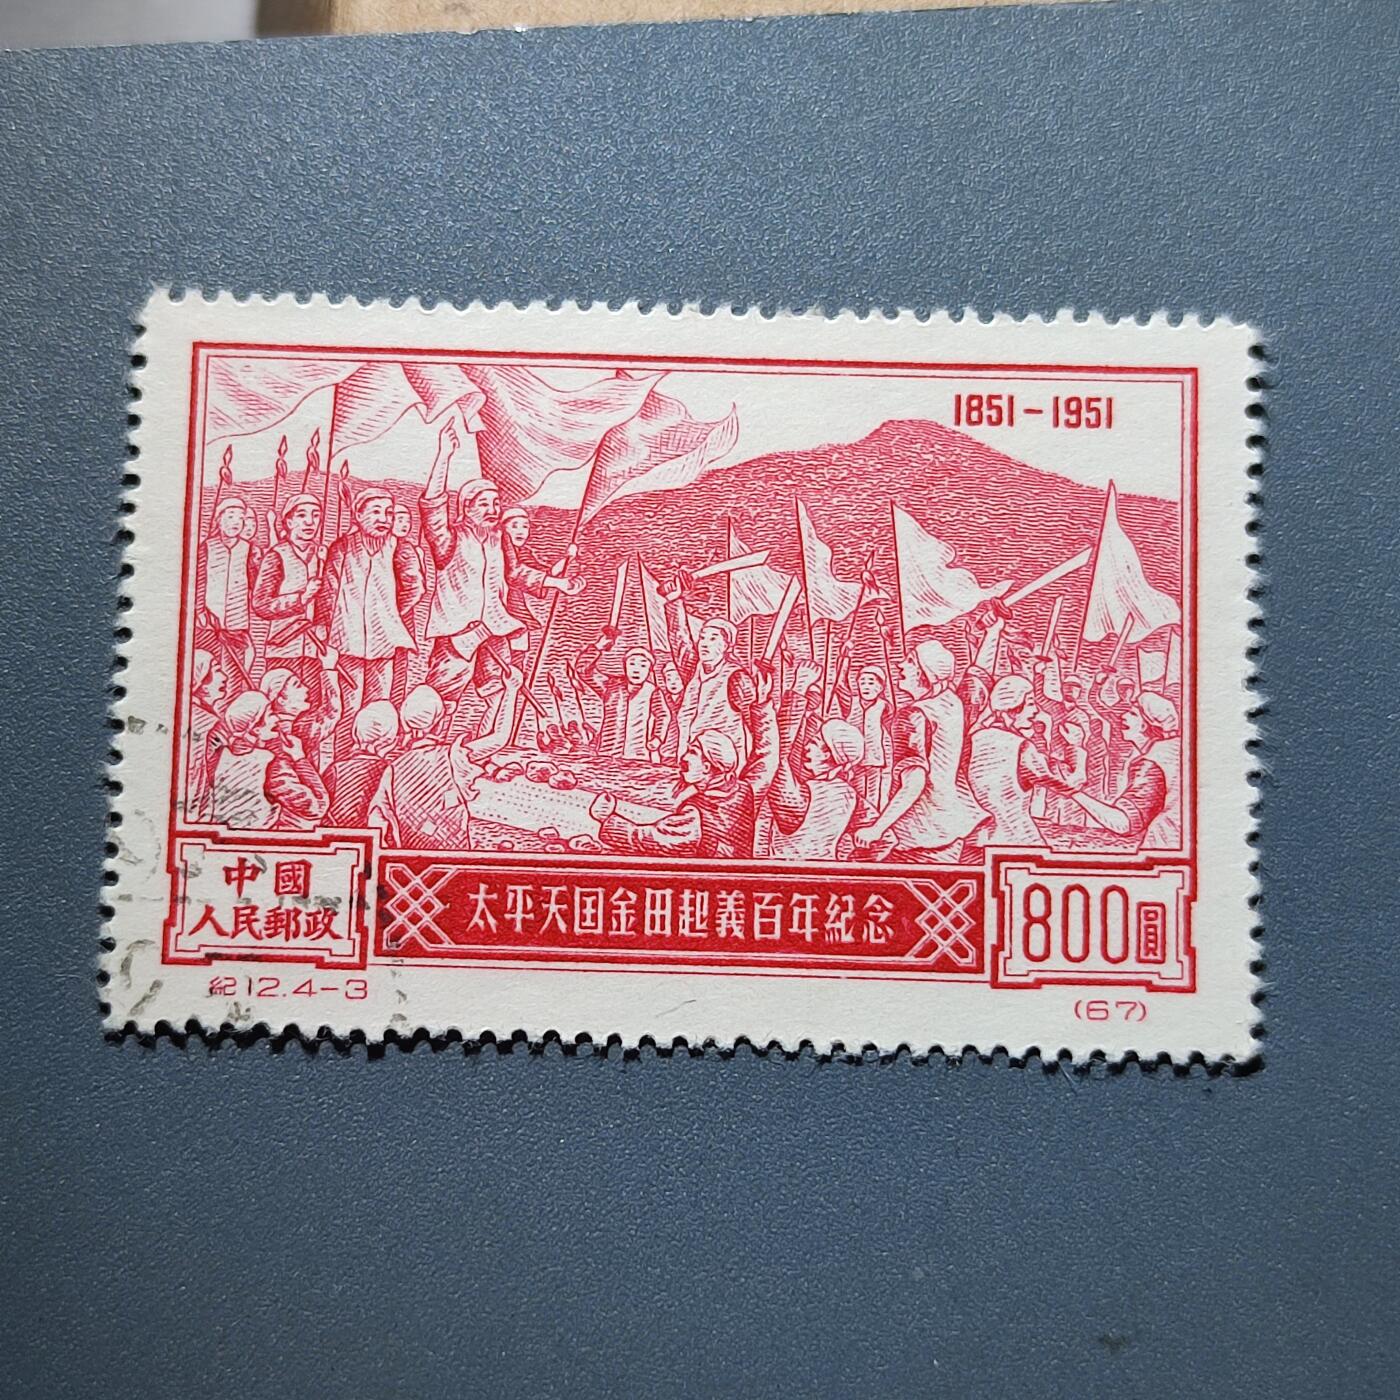 1851-1951
中國
人民郵政
太平天囯金田起義百年紀念
800圓
紀12.4-3
(67)